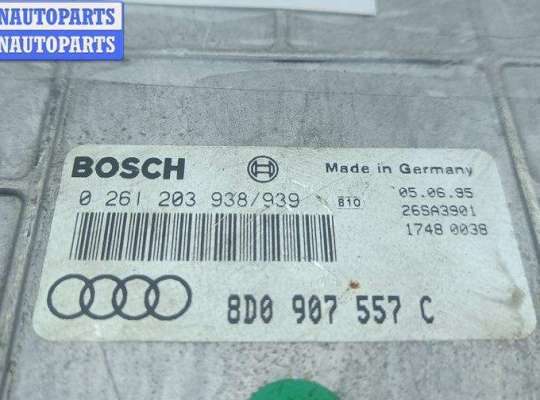 NAUTOPARTS
NAUTOPARTS
BOSCH
Made in Germany
0 261 203 938/939 B10
05.06.95
26SA3901
1748 0038
8D0 907 557 C